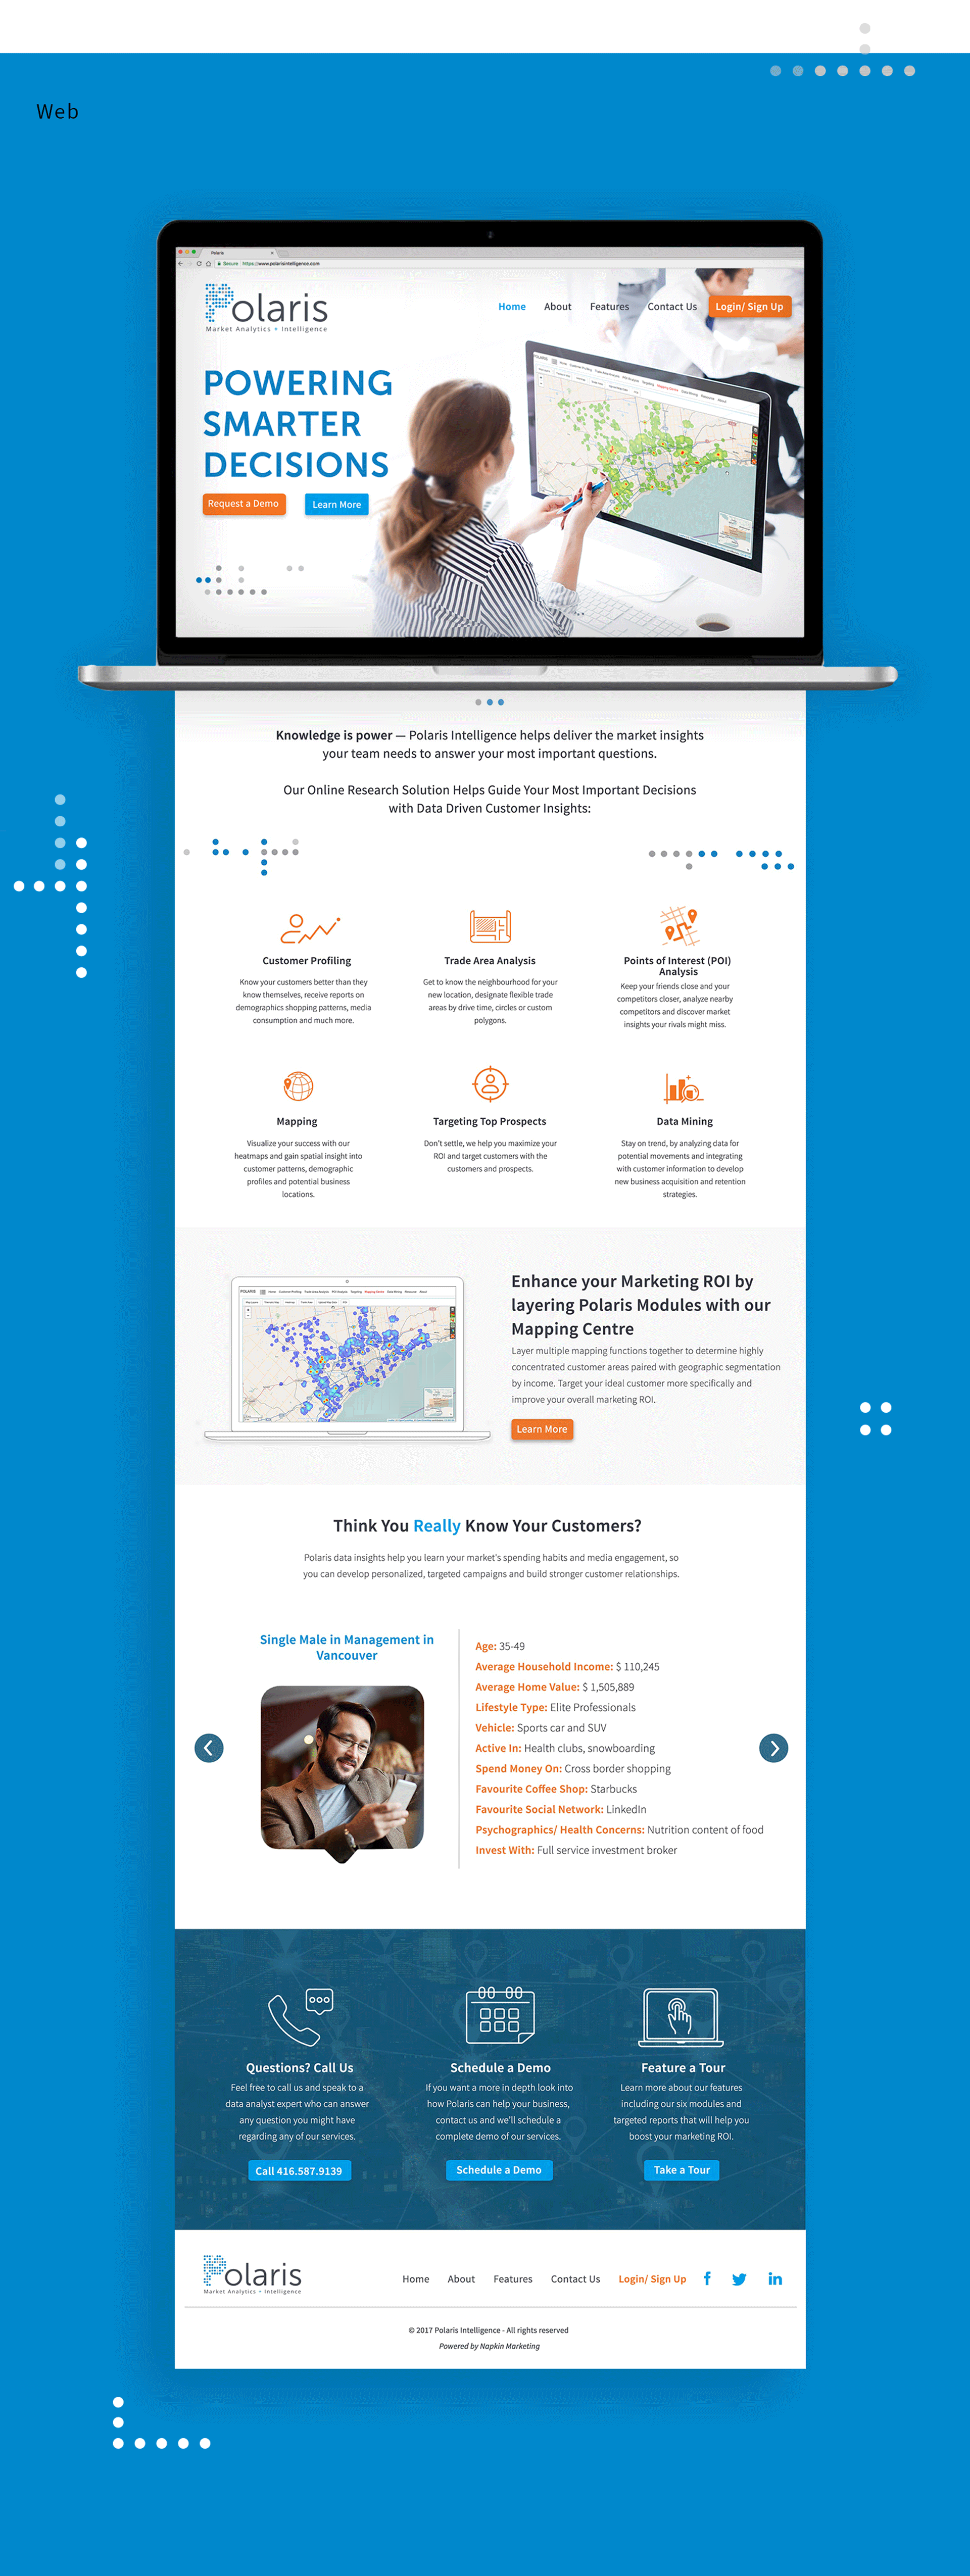 Web
Polaris
Secure
https://www.polarisintelligence.com
Polaris
Market Analytics + Intelligence
Home About Features Contact Us Login/ Sign Up
POWERING
SMARTER
DECISIONS
Request a Demo Learn More
Knowledge is power — Polaris Intelligence helps deliver the market insights
your team needs to answer your most important questions.
Our Online Research Solution Helps Guide Your Most Important Decisions
with Data Driven Customer Insights:
Customer Profiling
Know your customers better than they
know themselves, receive reports on
demographics shopping patterns, media
consumption and much more.
Trade Area Analysis
Get to know the neighbourhood for your
new location, designate flexible trade
areas by drive time, circles or custom
polygons.
Points of Interest (POI)
Analysis
Keep your friends close and your
competitors closer, analyze nearby
competitors and discover market
insights your rivals might miss.
Mapping
Visualize your success with our
heatmaps and gain spatial insight into
customer patterns, demographic
profiles and potential business
locations.
Targeting Top Prospects
Don't settle, we help you maximize your
ROI and target customers with the
customers and prospects.
Data Mining
Stay on trend, by analyzing data for
potential movements and integrating
with customer information to develop
new business acquisition and retention
strategies.
POLARIS Home Customer Profiling Trade Area Analysis POI Analysis Targeting Mapping Centre Data Mining Resource About
Enhance your Marketing ROI by
layering Polaris Modules with our
Mapping Centre
Layer multiple mapping functions together to determine highly
concentrated customer areas paired with geographic segmentation
by income. Target your ideal customer more specifically and
improve your overall marketing ROI.
Learn More
Think You Really Know Your Customers?
Polaris data insights help you learn your market's spending habits and media engagement, so
you can develop personalized, targeted campaigns and build stronger customer relationships.
Single Male in Management in
Vancouver
Age: 35-49
Average Household Income: $ 110,245
Average Home Value: $ 1,505,889
Lifestyle Type: Elite Professionals
Vehicle: Sports car and SUV
Active In: Health clubs, snowboarding
Spend Money On: Cross border shopping
Favourite Coffee Shop: Starbucks
Favourite Social Network: LinkedIn
Psychographics/ Health Concerns: Nutrition content of food
Invest With: Full service investment broker
Questions? Call Us
Feel free to call us and speak to a
data analyst expert who can answer
any question you might have
regarding any of our services.
Call 416.587.9139
Schedule a Demo
If you want a more in depth look into
how Polaris can help your business,
contact us and we'll schedule a
complete demo of our services.
Schedule a Demo
Feature a Tour
Learn more about our features
including our six modules and
targeted reports that will help you
boost your marketing ROI.
Take a Tour
Polaris
Market Analytics + Intelligence
Home About Features Contact Us Login/ Sign Up
© 2017 Polaris Intelligence - All rights reserved
Powered by Napkin Marketing